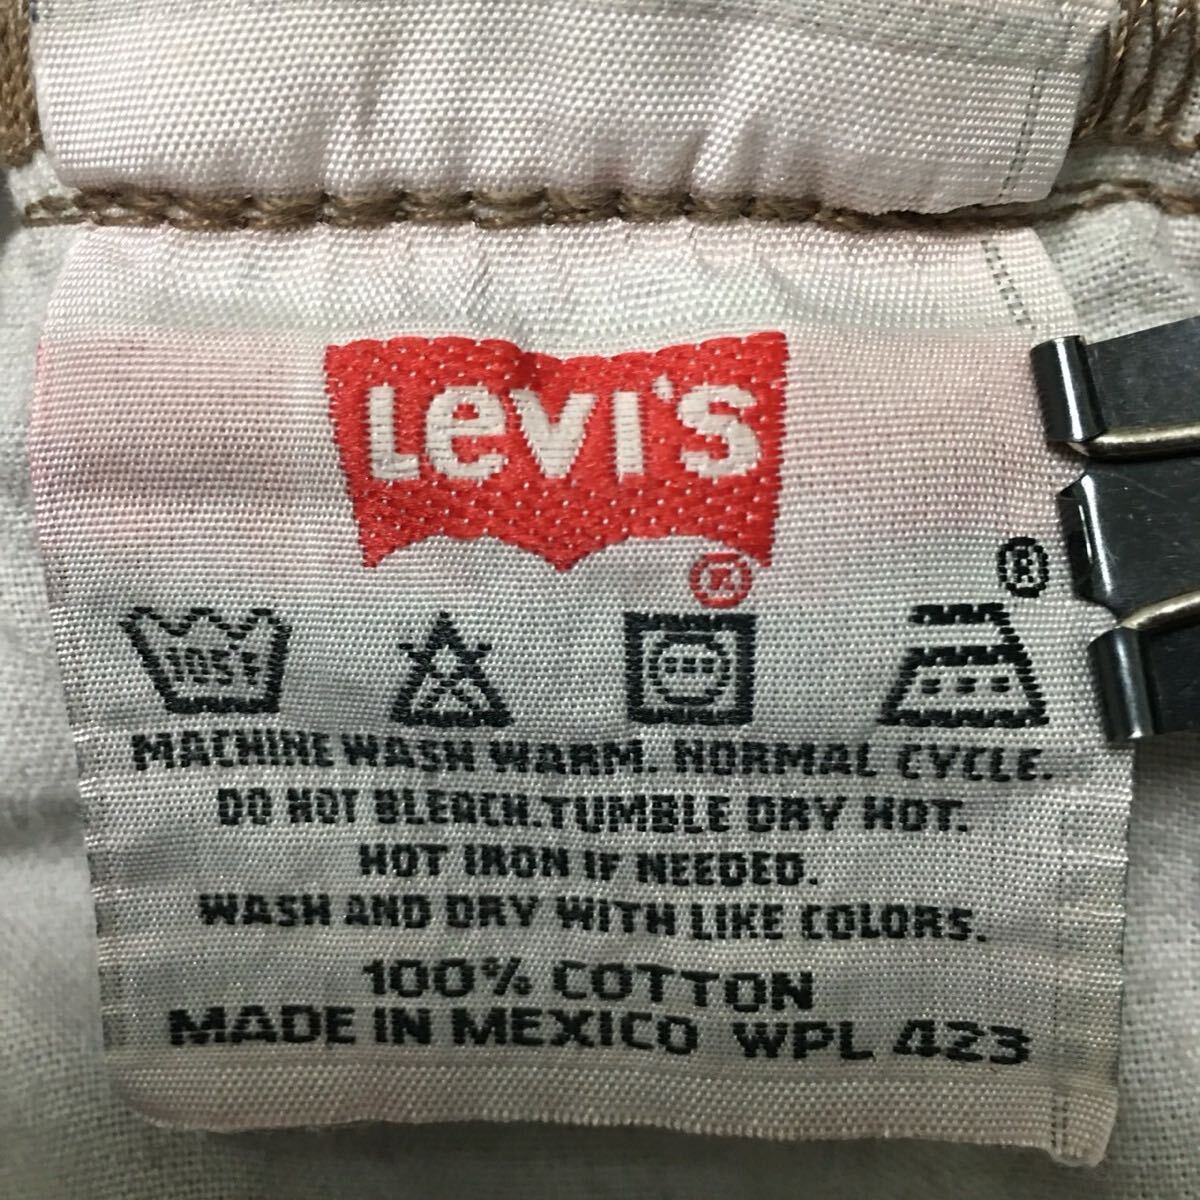 Levi's
®
®
105°F
MACHINE WASH WARM. NORMAL CYCLE.
DO NOT BLEACH. TUMBLE DRY HOT.
HOT IRON IF NEEDED.
WASH AND DRY WITH LIKE COLORS.
100% COTTON
MADE IN MEXICO WPL 423